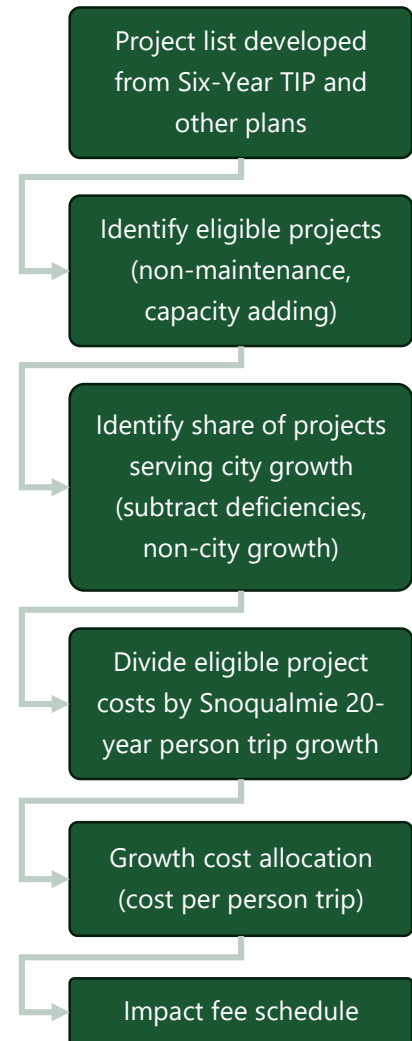 Project list developed
from Six-Year TIP and
other plans
Identify eligible projects
(non-maintenance,
capacity adding)
Identify share of projects
serving city growth
(subtract deficiencies,
non-city growth)
Divide eligible project
costs by Snoqualmie 20-
year person trip growth
Growth cost allocation
(cost per person trip)
Impact fee schedule